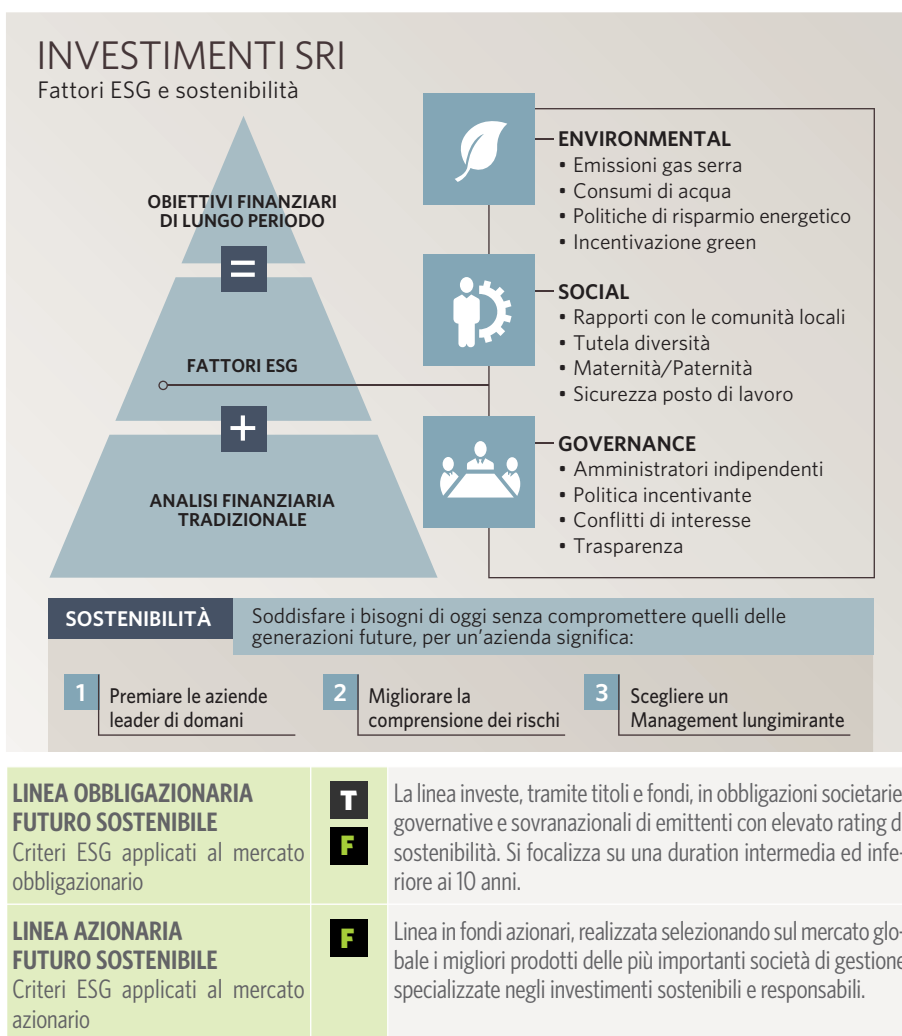 INVESTIMENTI SRI
Fattori ESG e sostenibilità
OBIETTIVI FINANZIARI
DI LUNGO PERIODO
=
FATTORI ESG
+
ANALISI FINANZIARIA
TRADIZIONALE
ENVIRONMENTAL
• Emissioni gas serra
• Consumi di acqua
• Politiche di risparmio energetico
• Incentivazione green
SOCIAL
• Rapporti con le comunità locali
• Tutela diversità
• Maternità/Paternità
• Sicurezza posto di lavoro
GOVERNANCE
• Amministratori indipendenti
• Politica incentivante
• Conflitti di interesse
• Trasparenza
SOSTENIBILITÀ
Soddisfare i bisogni di oggi senza compromettere quelli delle
generazioni future, per un'azienda significa:
1 Premiare le aziende
leader di domani
2 Migliorare la
comprensione dei rischi
3 Scegliere un
Management lungimirante
LINEA OBBLIGAZIONARIA
FUTURO SOSTENIBILE
Criteri ESG applicati al mercato
obbligazionario
T
F
La linea investe, tramite titoli e fondi, in obbligazioni societarie
governative e sovranazionali di emittenti con elevato rating d
sostenibilità. Si focalizza su una duration intermedia ed infe-
riore ai 10 anni.
LINEA AZIONARIA
FUTURO SOSTENIBILE
Criteri ESG applicati al mercato
azionario
F
Linea in fondi azionari, realizzata selezionando sul mercato glo-
bale i migliori prodotti delle più importanti società di gestione
specializzate negli investimenti sostenibili e responsabili.